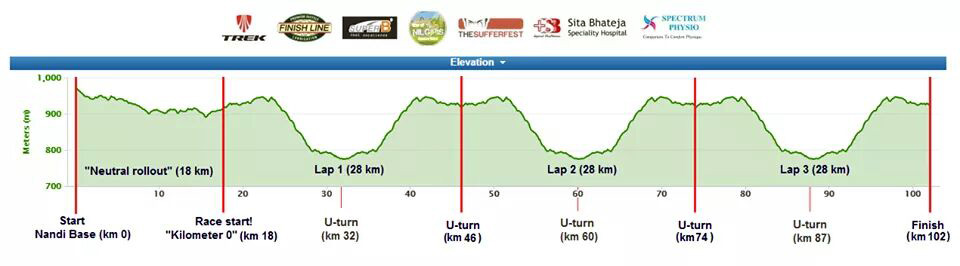 TREK
FINISH LINE
SUPER B
NILGIRIS
THE SUFFERFEST
Sita Bhateja
Speciality Hospital
SPECTRUM
PHYSIO
Elevation
1,000
900
800
700
Meters (m)
"Neutral rollout" (18 km)
Lap 1 (28 km)
Lap 2 (28 km)
Lap 3 (28 km)
10
20
30
40
50
60
70
80
90
100
Start
Nandi Base (km 0)
Race start!
"Kilometer 0" (km 18)
U-turn
(km 32)
U-turn
(km 46)
U-turn
(km 60)
U-turn
(km74 )
U-turn
(km 87)
Finish
(km 102)